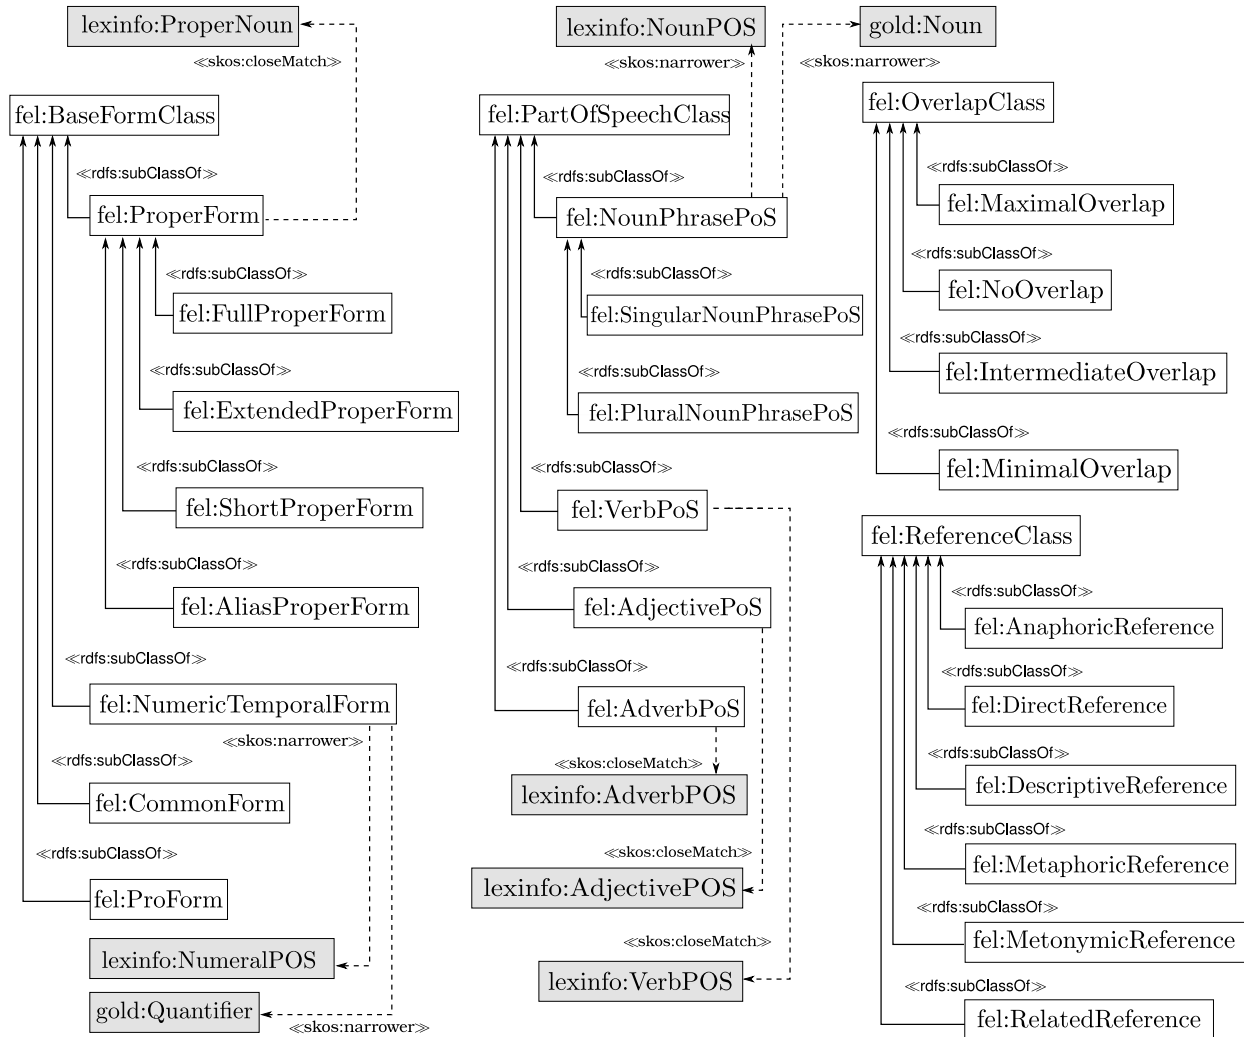 lexinfo:ProperNoun
≪skos:closeMatch≫
fel:BaseFormClass
≪rdfs:subClassOf≫
fel:ProperForm
≪rdfs:subClassOf≫
fel:FullProperForm
≪rdfs:subClassOf≫
fel:ExtendedProperForm
≪rdfs:subClassOf≫
fel:ShortProperForm
≪rdfs:subClassOf≫
fel:AliasProperForm
≪rdfs:subClassOf≫
fel:NumericTemporalForm
≪skos:narrower≫
≪rdfs:subClassOf≫
fel:CommonForm
≪rdfs:subClassOf≫
fel:ProForm
lexinfo:NumeralPOS
gold:Quantifier
≪skos:narrower≫
lexinfo:NounPOS
gold:Noun
≪skos:narrower≫
≪skos:narrower≫
fel:PartOfSpeechClass
≪rdfs:subClassOf≫
fel:NounPhrasePoS
≪rdfs:subClassOf≫
fel:SingularNounPhrasePoS
≪rdfs:subClassOf≫
fel:PluralNounPhrasePoS
≪rdfs:subClassOf≫
fel:VerbPoS
≪rdfs:subClassOf≫
fel:AdjectivePoS
≪rdfs:subClassOf≫
fel:AdverbPoS
≪skos:closeMatch≫
lexinfo:AdverbPOS
≪skos:closeMatch≫
lexinfo:AdjectivePOS
≪skos:closeMatch≫
lexinfo:VerbPOS
fel:OverlapClass
≪rdfs:subClassOf≫
fel:MaximalOverlap
≪rdfs:subClassOf≫
fel:NoOverlap
≪rdfs:subClassOf≫
fel:IntermediateOverlap
≪rdfs:subClassOf≫
fel:MinimalOverlap
fel:ReferenceClass
≪rdfs:subClassOf≫
fel:AnaphoricReference
≪rdfs:subClassOf≫
fel:DirectReference
≪rdfs:subClassOf≫
fel:DescriptiveReference
≪rdfs:subClassOf≫
fel:MetaphoricReference
≪rdfs:subClassOf≫
fel:MetonymicReference
≪rdfs:subClassOf≫
fel:RelatedReference